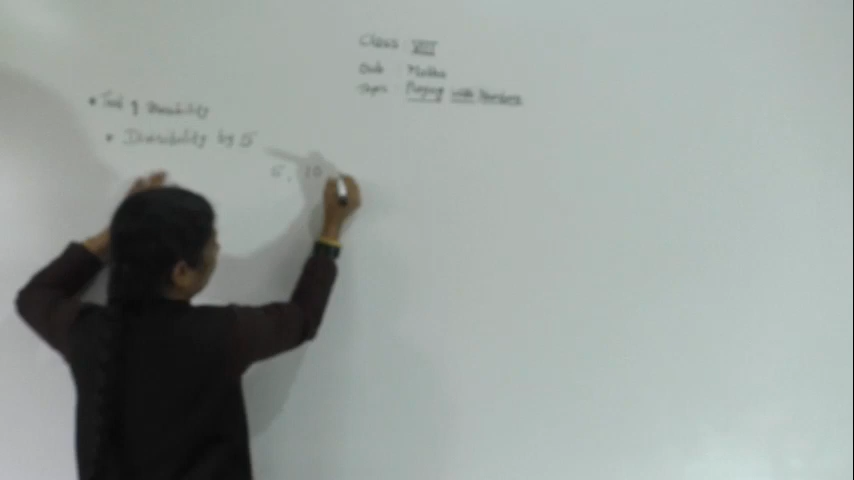 Class : VIII
Sub : Maths
Topic : Playing with Numbers
• Test of Divisibility
• Divisibility by 5
5, 10